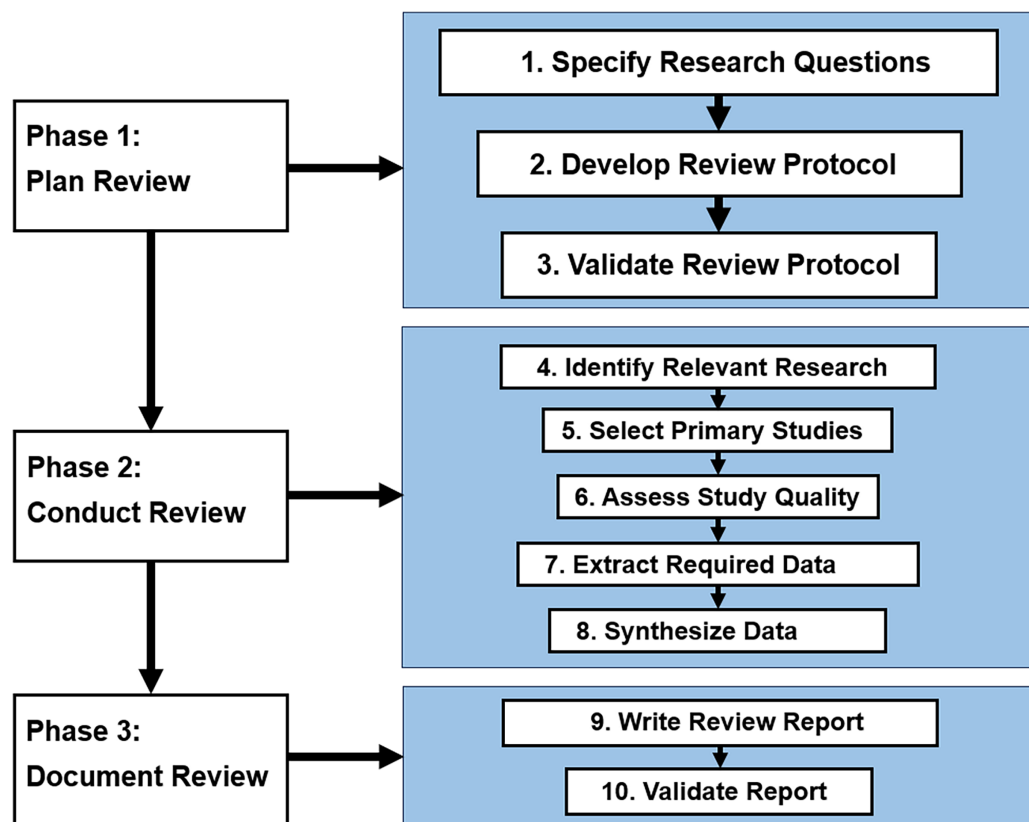 Phase 1:
Plan Review
1. Specify Research Questions
2. Develop Review Protocol
3. Validate Review Protocol
Phase 2:
Conduct Review
4. Identify Relevant Research
5. Select Primary Studies
6. Assess Study Quality
7. Extract Required Data
8. Synthesize Data
Phase 3:
Document Review
9. Write Review Report
10. Validate Report